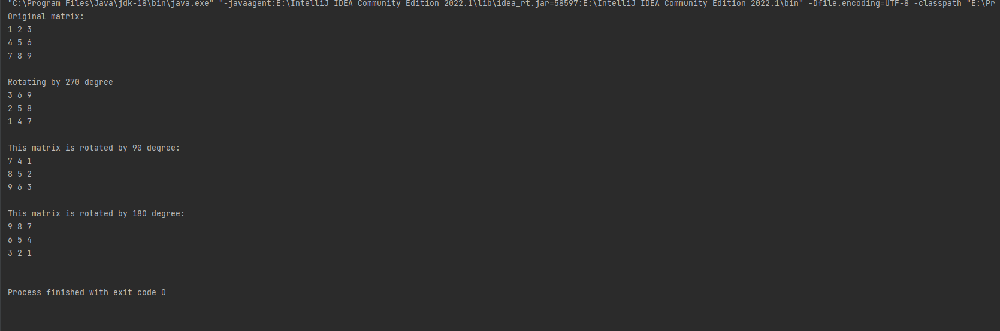 "C:\Program Files\Java\jdk-18\bin\java.exe" "-javaagent:E:\IntelliJ IDEA Community Edition 2022.1\lib\idea_rt.jar=58597:E:\IntelliJ IDEA Community Edition 2022.1\bin" -Dfile.encoding=UTF-8 -classpath "E:\Pr
Original matrix:
1 2 3
4 5 6
7 8 9
Rotating by 270 degree
3 6 9
2 5 8
1 4 7
This matrix is rotated by 90 degree:
7 4 1
8 5 2
9 6 3
This matrix is rotated by 180 degree:
9 8 7
6 5 4
3 2 1
Process finished with exit code 0